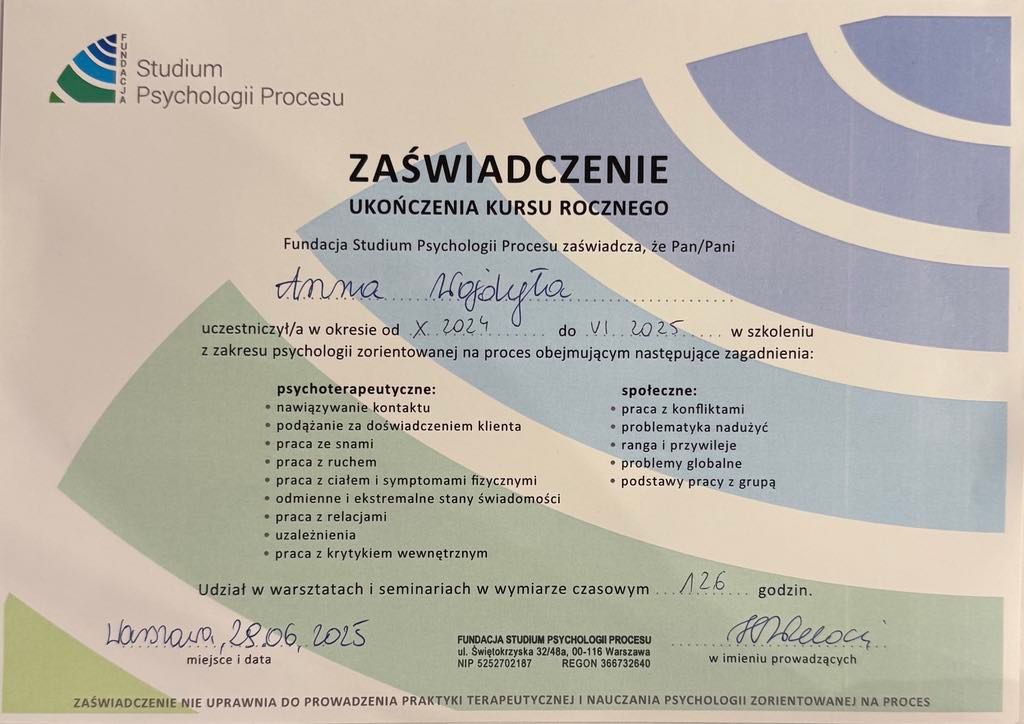 FUNDACJA
Studium
Psychologii Procesu
ZAŚWIADCZENIE
UKOŃCZENIA KURSU ROCZNEGO
Fundacja Studium Psychologii Procesu zaświadcza, że Pan/Pani
Anna Wojdyła
uczestniczył/a w okresie od X 2024 do VI 2025 w szkoleniu
z zakresu psychologii zorientowanej na proces obejmującym następujące zagadnienia:
psychoterapeutyczne:
• nawiązywanie kontaktu
• podążanie za doświadczeniem klienta
• praca ze snami
• praca z ruchem
• praca z ciałem i symptomami fizycznymi
• odmienne i ekstremalne stany świadomości
• praca z relacjami
• uzależnienia
• praca z krytykiem wewnętrznym
społeczne:
• praca z konfliktami
• problematyka nadużyć
• ranga i przywileje
• problemy globalne
• podstawy pracy z grupą
Udział w warsztatach i seminariach w wymiarze czasowym 126 godzin.
Warszawa, 29.06, 2025
miejsce i data
FUNDACJA STUDIUM PSYCHOLOGII PROCESU
ul. Świętokrzyska 32/48a, 00-116 Warszawa
NIP 5252702187 REGON 366732640
w imieniu prowadzących
ZAŚWIADCZENIE NIE UPRAWNIA DO PROWADZENIA PRAKTYKI TERAPEUTYCZNEJ I NAUCZANIA PSYCHOLOGII ZORIENTOWANEJ NA PROCES